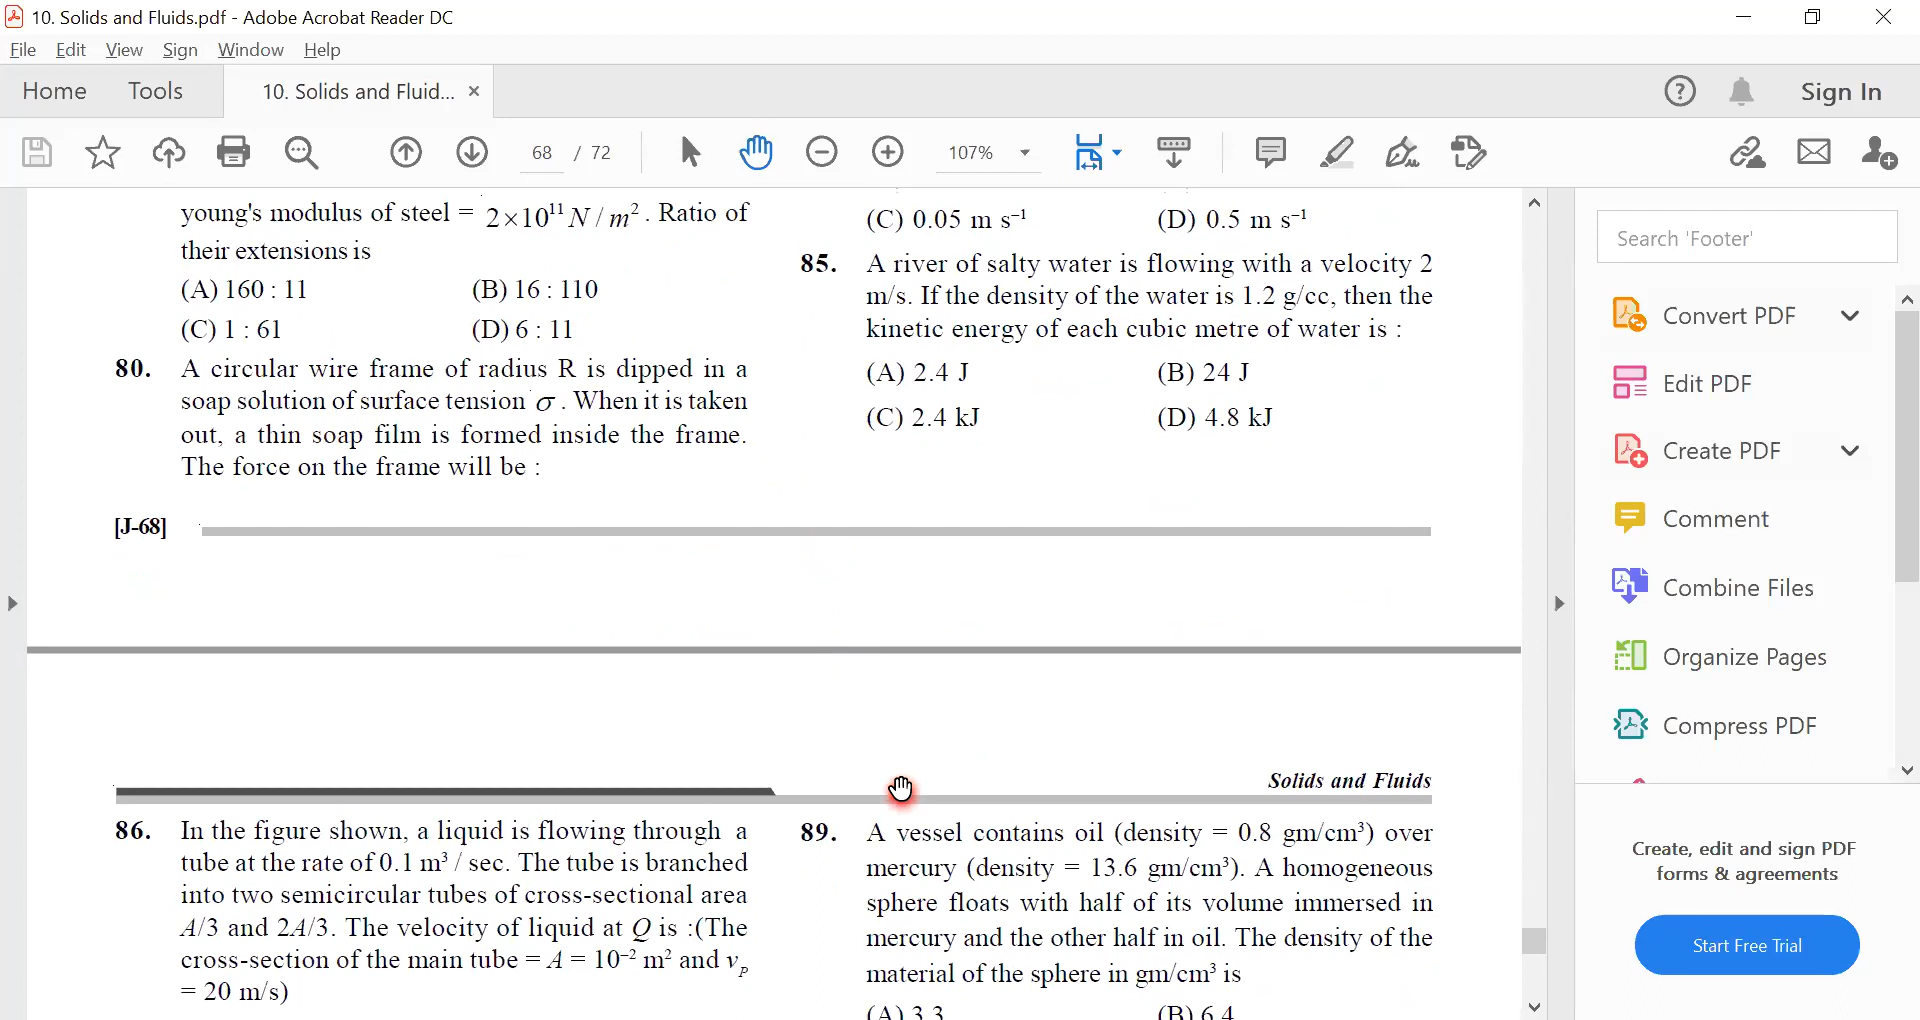 10. Solids and Fluids.pdf - Adobe Acrobat Reader DC
File Edit View Sign Window Help
Home Tools 10. Solids and Fluid... ×
Sign In
68 / 72 107%
young's modulus of steel = 2×10¹¹ N / m². Ratio of
their extensions is
(A) 160 : 11 (B) 16 : 110
(C) 1 : 61 (D) 6 : 11
80. A circular wire frame of radius R is dipped in a
soap solution of surface tension σ. When it is taken
out, a thin soap film is formed inside the frame.
The force on the frame will be :
[J-68]
(C) 0.05 m s⁻¹ (D) 0.5 m s⁻¹
85. A river of salty water is flowing with a velocity 2
m/s. If the density of the water is 1.2 g/cc, then the
kinetic energy of each cubic metre of water is :
(A) 2.4 J (B) 24 J
(C) 2.4 kJ (D) 4.8 kJ
Solids and Fluids
86. In the figure shown, a liquid is flowing through a
tube at the rate of 0.1 m³ / sec. The tube is branched
into two semicircular tubes of cross-sectional area
A/3 and 2A/3. The velocity of liquid at Q is :(The
cross-section of the main tube = A = 10⁻² m² and vₚ
= 20 m/s)
89. A vessel contains oil (density = 0.8 gm/cm³) over
mercury (density = 13.6 gm/cm³). A homogeneous
sphere floats with half of its volume immersed in
mercury and the other half in oil. The density of the
material of the sphere in gm/cm³ is
(A) 3.3 (B) 6.4
Search 'Footer'
Convert PDF
Edit PDF
Create PDF
Comment
Combine Files
Organize Pages
Compress PDF
Create, edit and sign PDF
forms & agreements
Start Free Trial